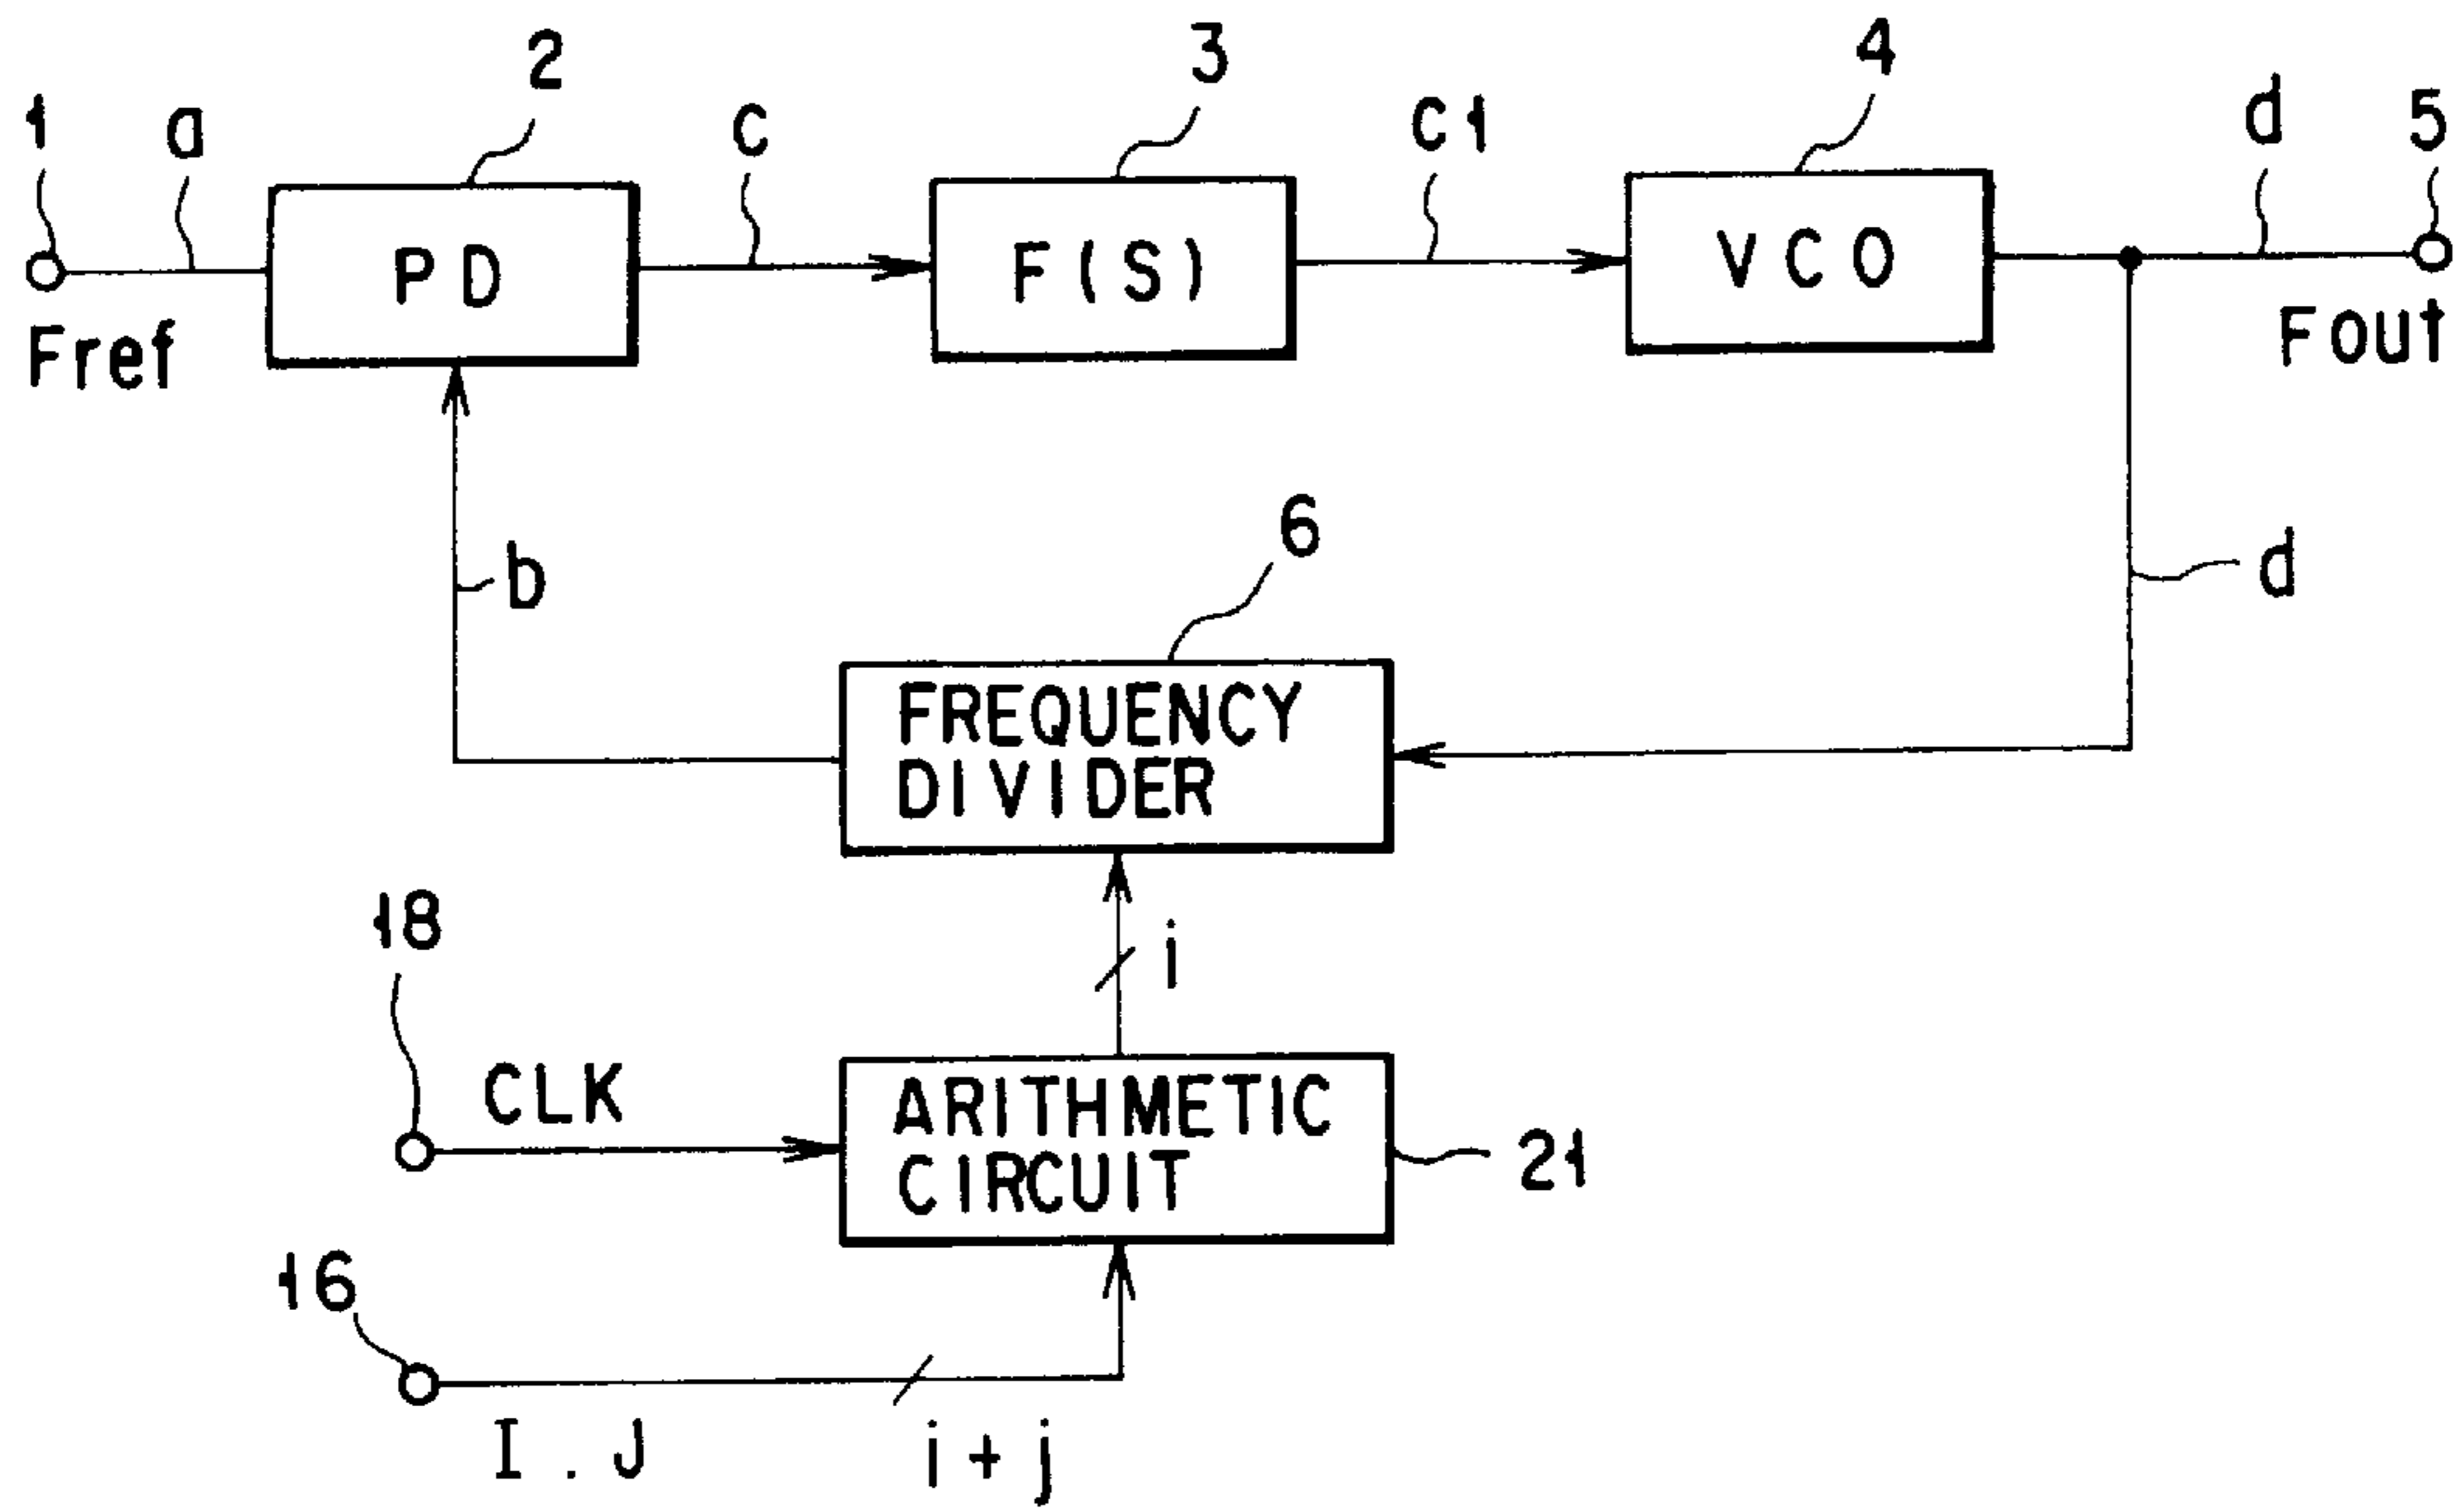 1
a
2
C
3
C1
4
d
5
PD
F(S)
VCO
Fref
Fout
b
6
d
FREQUENCY
DIVIDER
18
i
CLK
ARITHMETIC
CIRCUIT
21
16
I . J
i + j